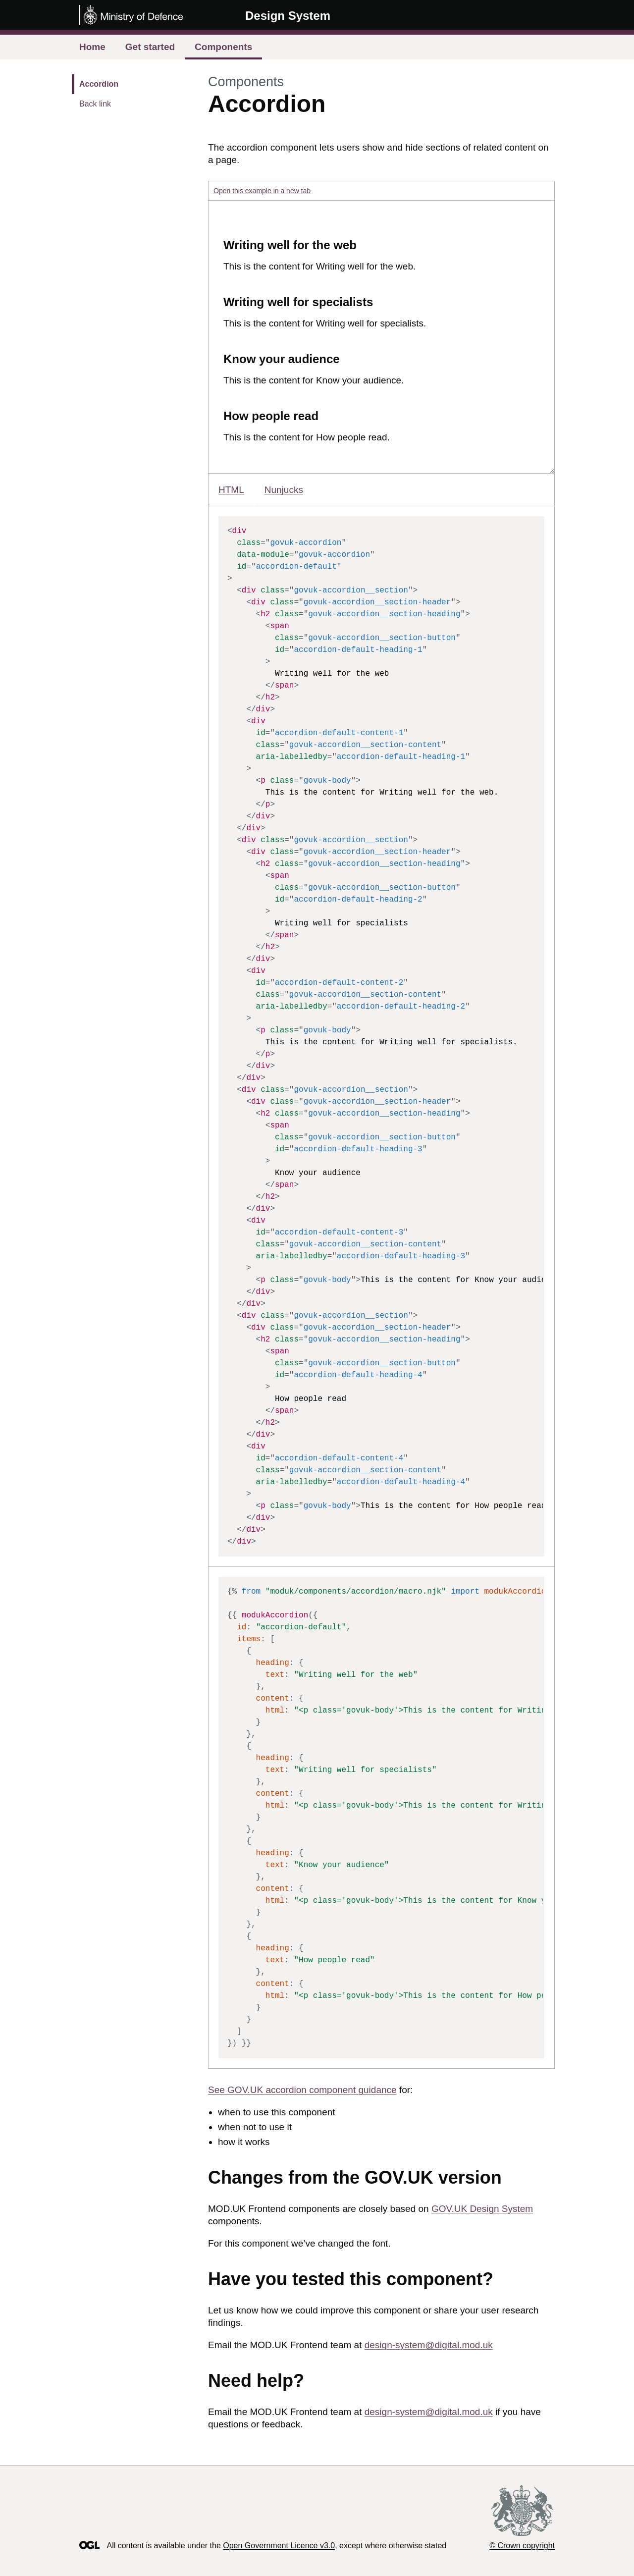 Ministry of Defence
Design System
Home
Get started
Components
Accordion
Back link
Components
Accordion
The accordion component lets users show and hide sections of related content on
a page.
Open this example in a new tab
Writing well for the web
This is the content for Writing well for the web.
Writing well for specialists
This is the content for Writing well for specialists.
Know your audience
This is the content for Know your audience.
How people read
This is the content for How people read.
HTML
Nunjucks
<div
  class="govuk-accordion"
  data-module="govuk-accordion"
  id="accordion-default"
>
  <div class="govuk-accordion__section">
    <div class="govuk-accordion__section-header">
      <h2 class="govuk-accordion__section-heading">
        <span
          class="govuk-accordion__section-button"
          id="accordion-default-heading-1"
        >
          Writing well for the web
        </span>
      </h2>
    </div>
    <div
      id="accordion-default-content-1"
      class="govuk-accordion__section-content"
      aria-labelledby="accordion-default-heading-1"
    >
      <p class="govuk-body">
        This is the content for Writing well for the web.
      </p>
    </div>
  </div>
  <div class="govuk-accordion__section">
    <div class="govuk-accordion__section-header">
      <h2 class="govuk-accordion__section-heading">
        <span
          class="govuk-accordion__section-button"
          id="accordion-default-heading-2"
        >
          Writing well for specialists
        </span>
      </h2>
    </div>
    <div
      id="accordion-default-content-2"
      class="govuk-accordion__section-content"
      aria-labelledby="accordion-default-heading-2"
    >
      <p class="govuk-body">
        This is the content for Writing well for specialists.
      </p>
    </div>
  </div>
  <div class="govuk-accordion__section">
    <div class="govuk-accordion__section-header">
      <h2 class="govuk-accordion__section-heading">
        <span
          class="govuk-accordion__section-button"
          id="accordion-default-heading-3"
        >
          Know your audience
        </span>
      </h2>
    </div>
    <div
      id="accordion-default-content-3"
      class="govuk-accordion__section-content"
      aria-labelledby="accordion-default-heading-3"
    >
      <p class="govuk-body">This is the content for Know your audie
    </div>
  </div>
  <div class="govuk-accordion__section">
    <div class="govuk-accordion__section-header">
      <h2 class="govuk-accordion__section-heading">
        <span
          class="govuk-accordion__section-button"
          id="accordion-default-heading-4"
        >
          How people read
        </span>
      </h2>
    </div>
    <div
      id="accordion-default-content-4"
      class="govuk-accordion__section-content"
      aria-labelledby="accordion-default-heading-4"
    >
      <p class="govuk-body">This is the content for How people read
    </div>
  </div>
</div>
{% from "moduk/components/accordion/macro.njk" import modukAccordio
{{ modukAccordion({
  id: "accordion-default",
  items: [
    {
      heading: {
        text: "Writing well for the web"
      },
      content: {
        html: "<p class='govuk-body'>This is the content for Writin
      }
    },
    {
      heading: {
        text: "Writing well for specialists"
      },
      content: {
        html: "<p class='govuk-body'>This is the content for Writin
      }
    },
    {
      heading: {
        text: "Know your audience"
      },
      content: {
        html: "<p class='govuk-body'>This is the content for Know y
      }
    },
    {
      heading: {
        text: "How people read"
      },
      content: {
        html: "<p class='govuk-body'>This is the content for How pe
      }
    }
  ]
}) }}
See GOV.UK accordion component guidance for:
• when to use this component
• when not to use it
• how it works
Changes from the GOV.UK version
MOD.UK Frontend components are closely based on GOV.UK Design System
components.
For this component we’ve changed the font.
Have you tested this component?
Let us know how we could improve this component or share your user research
findings.
Email the MOD.UK Frontend team at design-system@digital.mod.uk
Need help?
Email the MOD.UK Frontend team at design-system@digital.mod.uk if you have
questions or feedback.
OGL All content is available under the Open Government Licence v3.0, except where otherwise stated
© Crown copyright